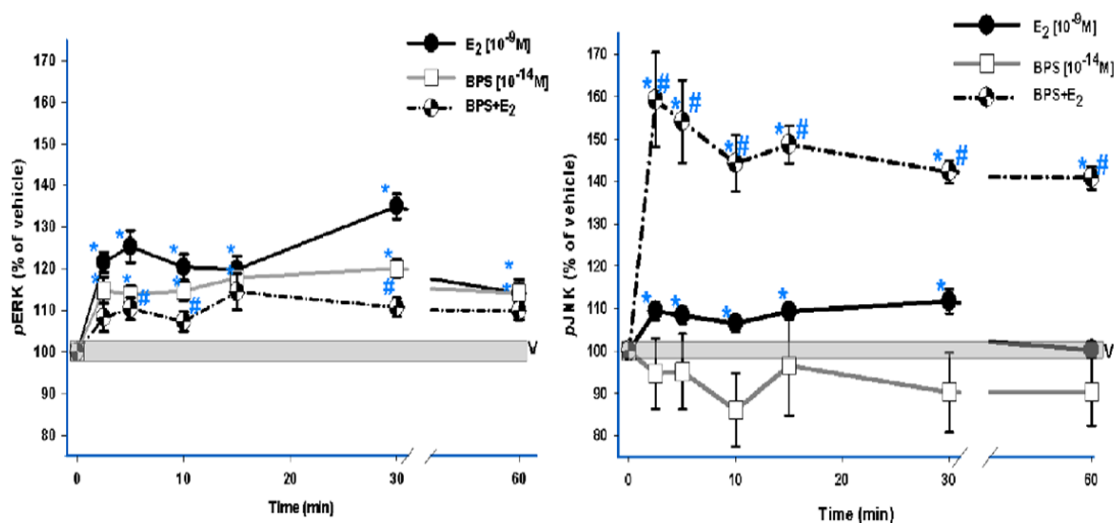 E₂ [10⁻⁹M]
BPS [10⁻¹⁴M]
BPS+E₂
pERK (% of vehicle)
170
160
150
140
130
120
110
100
90
80
* * * * *
* * * * * *
* * # # # *
V
0 10 20 30 60
Time (min)
E₂ [10⁻⁹M]
BPS [10⁻¹⁴M]
BPS+E₂
pJNK (% of vehicle)
170
160
150
140
130
120
110
100
90
80
*# *# *# *# *# *#
* * * * *
V
0 10 20 30 60
Time (min)